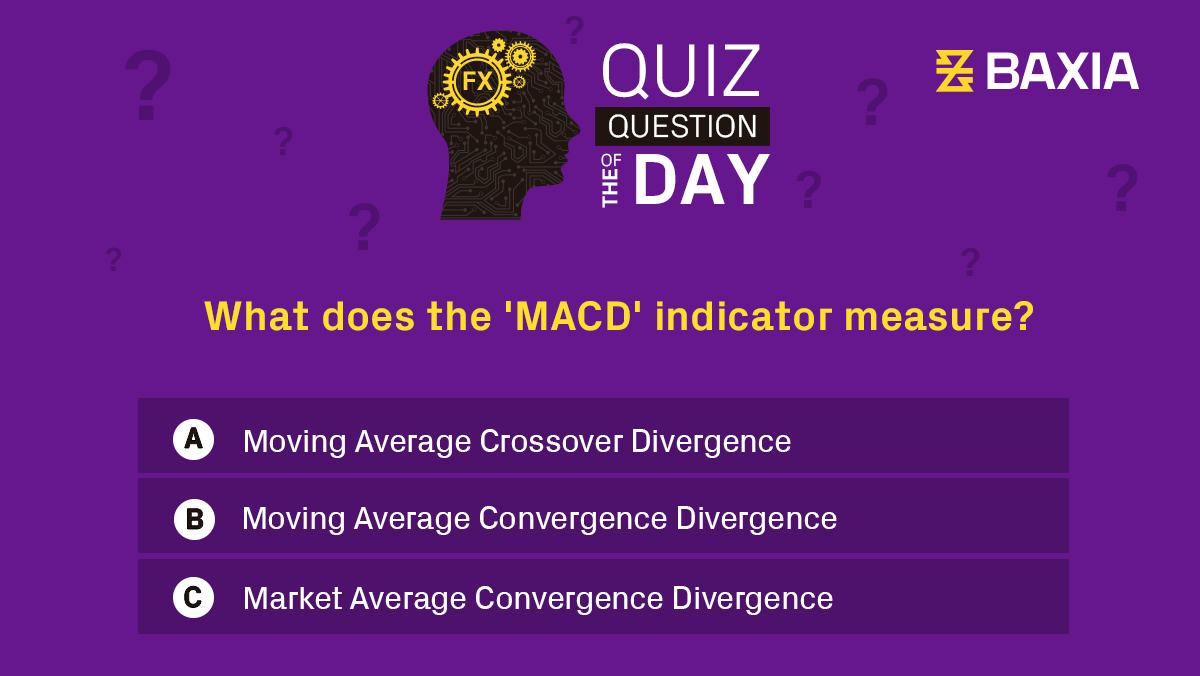 FX
QUIZ
QUESTION
OF THE
DAY
BAXIA
?
?
?
?
?
?
?
?
?
What does the 'MACD' indicator measure?
A Moving Average Crossover Divergence
B Moving Average Convergence Divergence
C Market Average Convergence Divergence